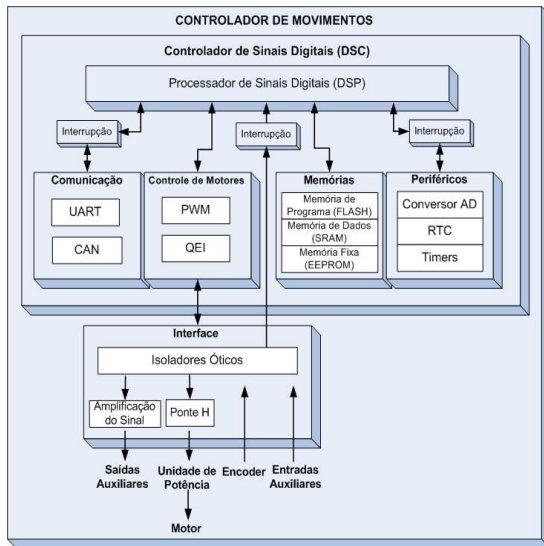 CONTROLADOR DE MOVIMENTOS
Controlador de Sinais Digitais (DSC)
Processador de Sinais Digitais (DSP)
Interrupção
Interrupção
Interrupção
Comunicação
UART
CAN
Controle de Motores
PWM
QEI
Memórias
Memória de
Programa (FLASH)
Memória de Dados
(SRAM)
Memória Fixa
(EEPROM)
Periféricos
Conversor AD
RTC
Timers
Interface
Isoladores Óticos
Amplificação
do Sinal
Ponte H
Saídas
Auxiliares
Unidade de
Potência
Encoder
Entradas
Auxiliares
Motor